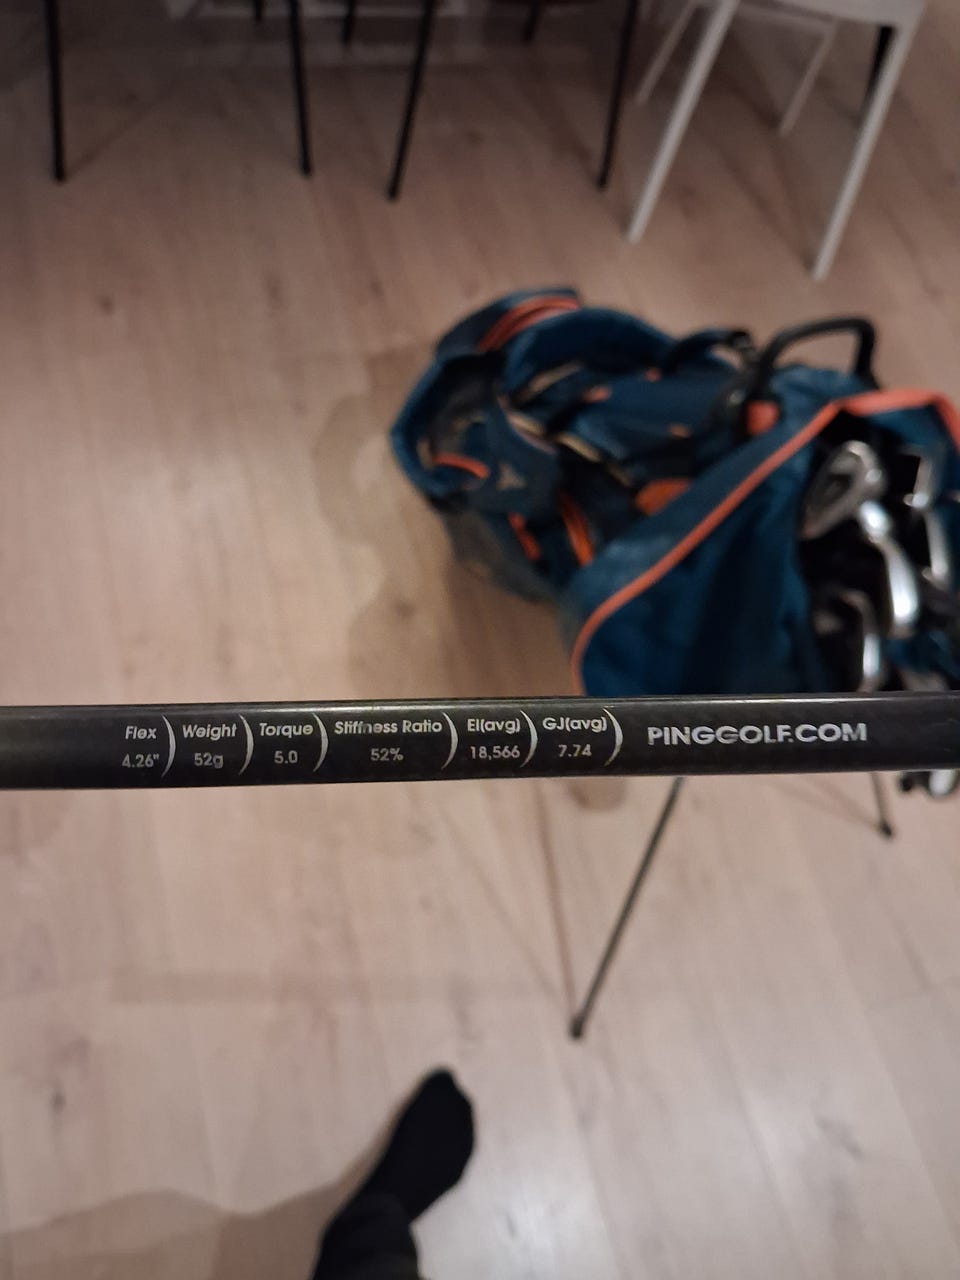 Flex) Weight) Torque) Stiffness Ratio) EI(avg)) GJ(avg)) PINGGOLF.COM
4.26" 52g 5.0 52% 18,566 7.74